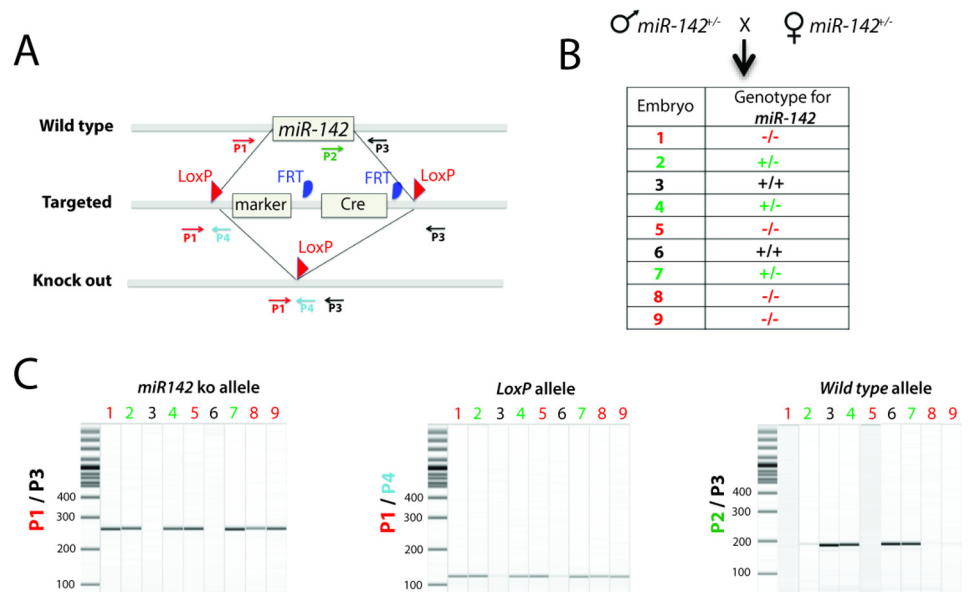 A
Wild type
miR-142
P1
P2
P3
LoxP
FRT
FRT
LoxP
Targeted
marker
Cre
P1
P4
P3
LoxP
Knock out
P1
P4
P3
♂ miR-142+/- X ♀ miR-142+/-
B
Embryo Genotype for miR-142
1 -/-
2 +/-
3 +/+
4 +/-
5 -/-
6 +/+
7 +/-
8 -/-
9 -/-
C
miR142 ko allele
1 2 3 4 5 6 7 8 9
P1 / P3
400
300
200
100
LoxP allele
1 2 3 4 5 6 7 8 9
P1 / P4
400
300
200
100
Wild type allele
1 2 3 4 5 6 7 8 9
P2 / P3
400
300
200
100